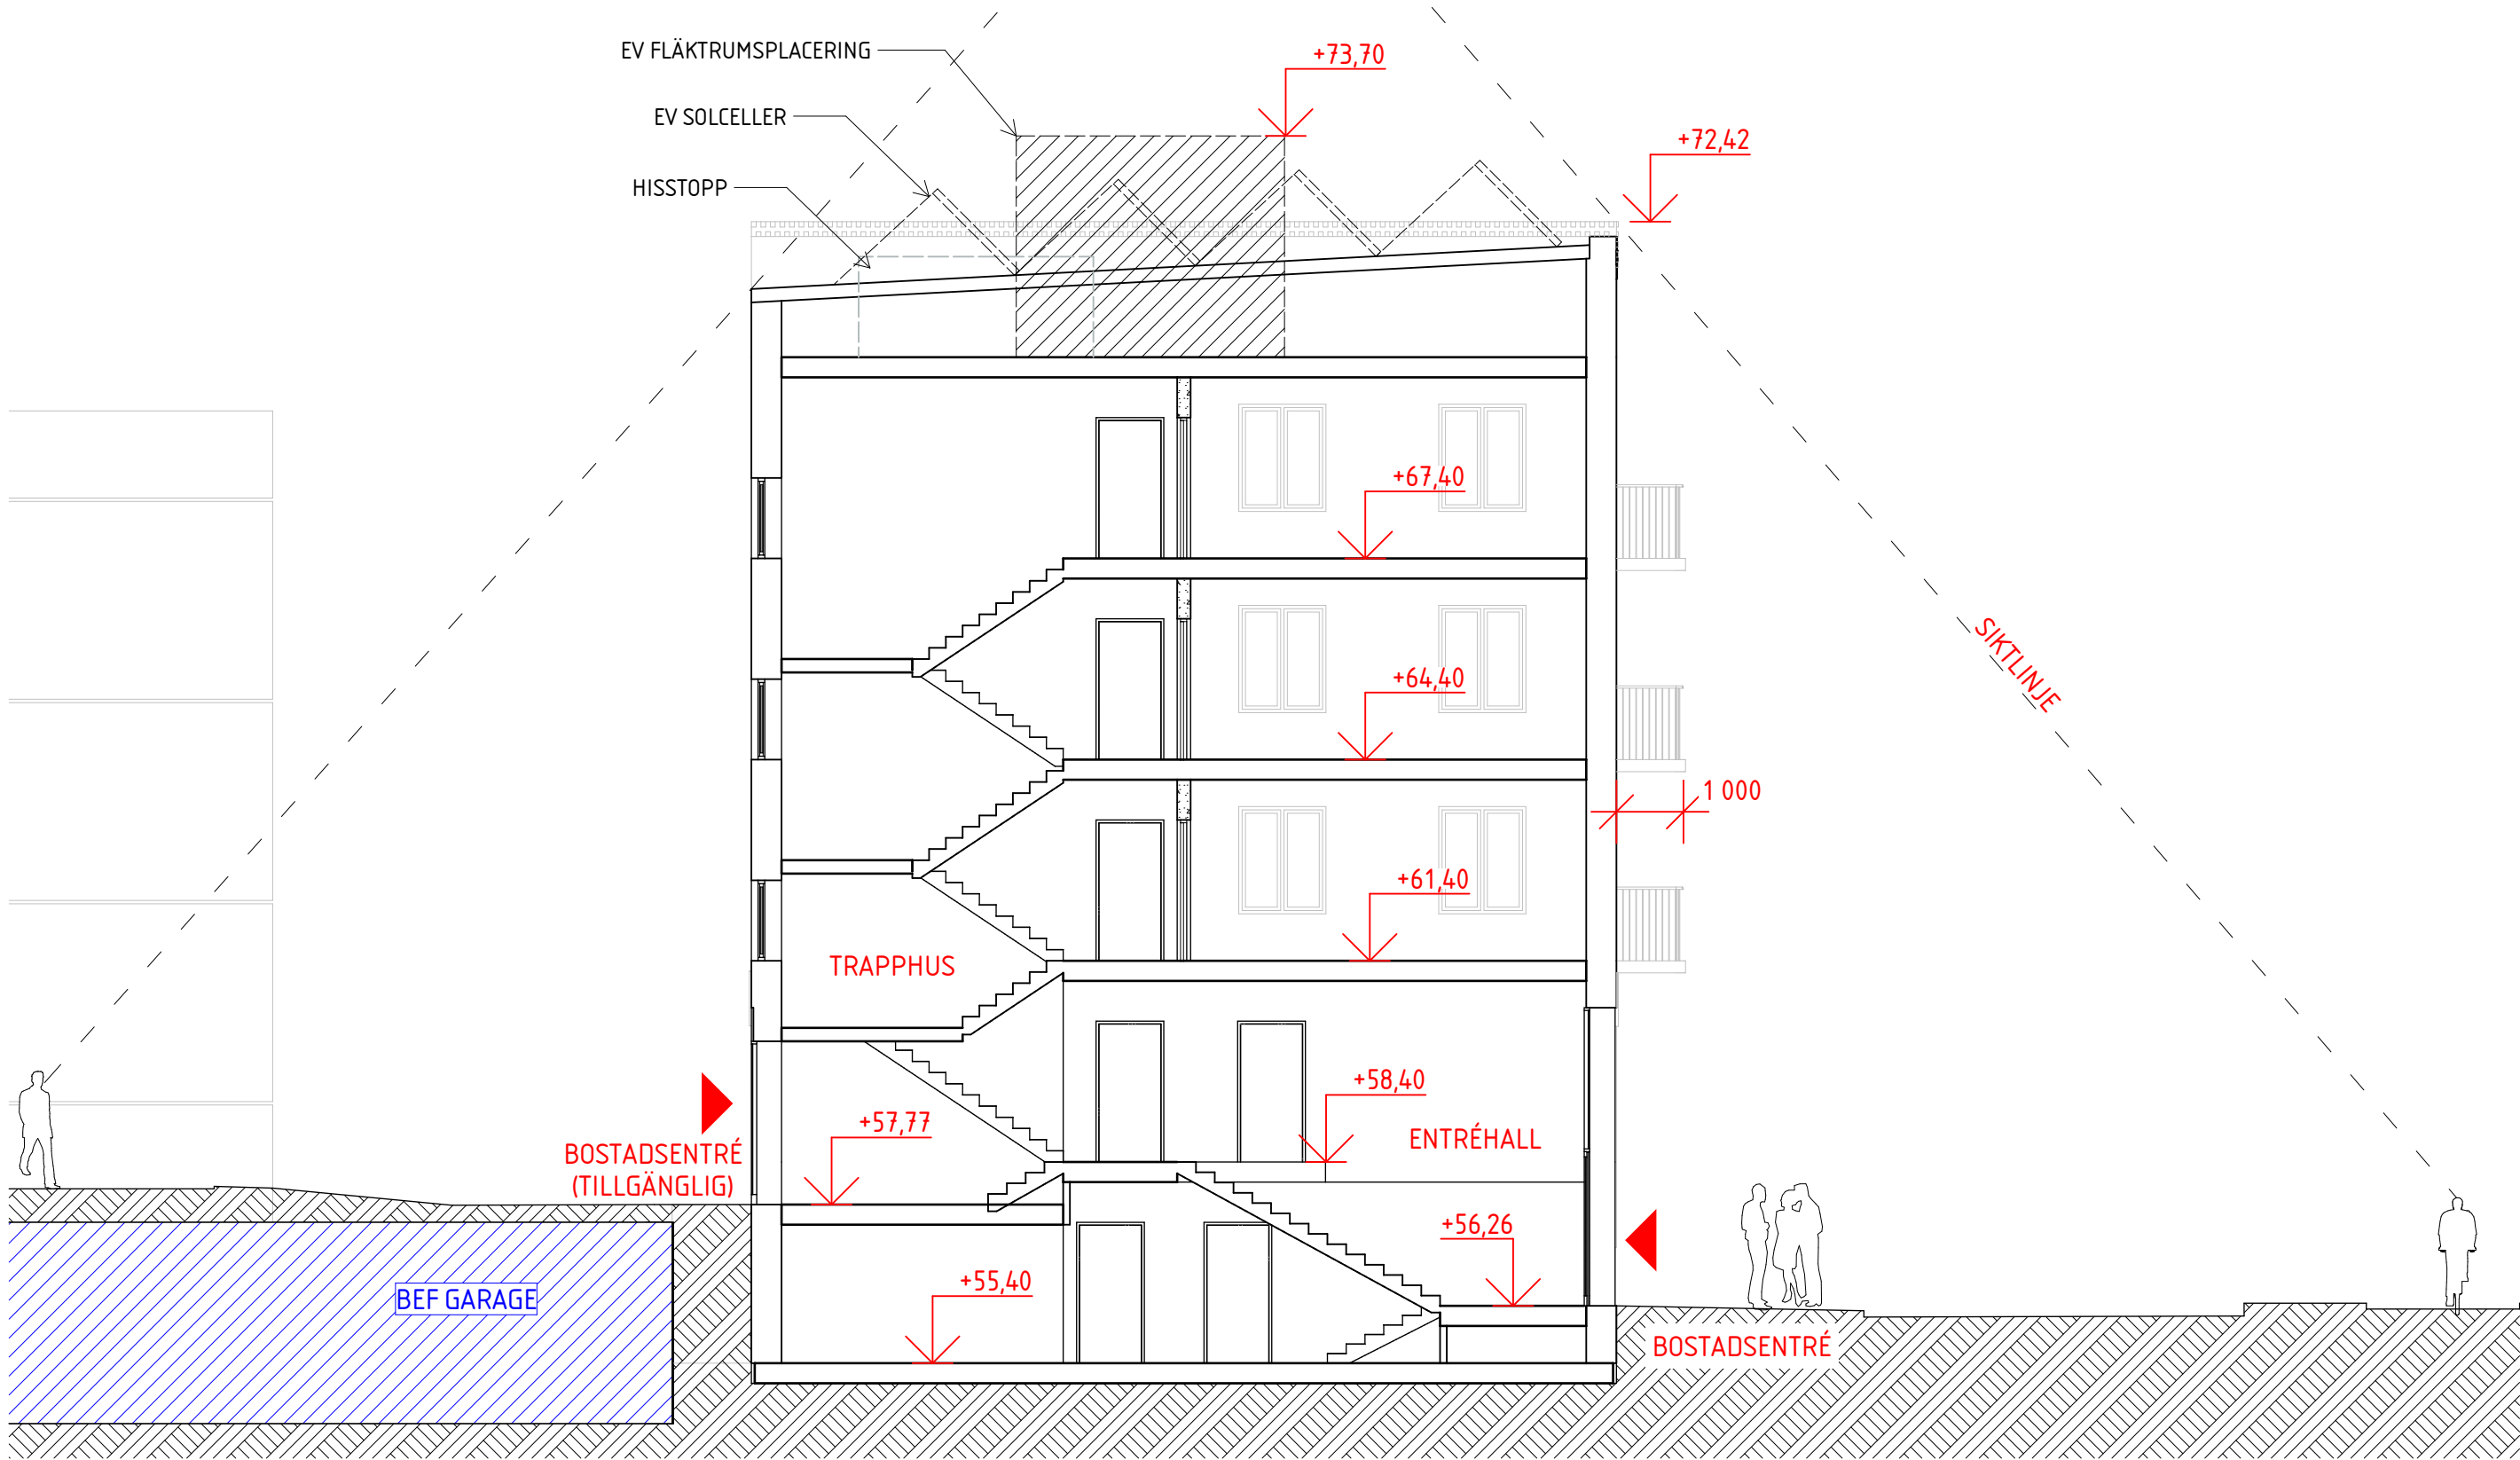 EV FLÄKTRUMSPLACERING
+73,70
EV SOLCELLER
+72,42
HISSTOPP
+67,40
SIKTLINJE
+64,40
1 000
+61,40
TRAPPHUS
+58,40
+57,77
ENTRÉHALL
BOSTADSENTRÉ
(TILLGÄNGLIG)
+56,26
+55,40
BEF GARAGE
BOSTADSENTRÉ